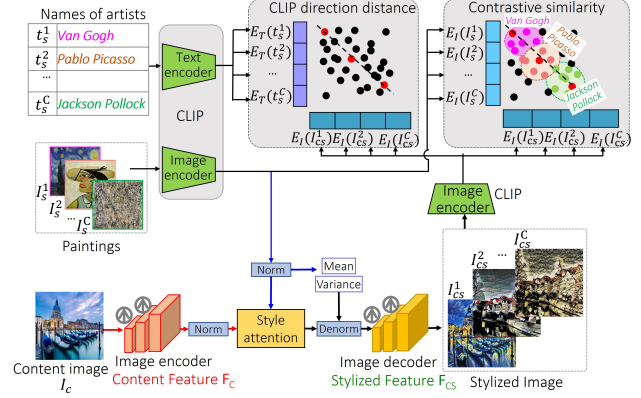 Names of artists
t_s^1 Van Gogh
t_s^2 Pablo Picasso
...
t_s^C Jackson Pollock
Text
encoder
CLIP
Image
encoder
I_s^1
I_s^2
...
I_s^C
Paintings
CLIP direction distance
E_T(t_s^1)
E_T(t_s^2)
...
E_T(t_s^C)
E_I(I_cs^1) E_I(I_cs^2) E_I(I_cs^C)
Contrastive similarity
E_I(I_s^1)
E_I(I_s^2)
...
E_I(I_s^C)
Van Gogh
Pablo
Picasso
Jackson
Pollock
E_I(I_cs^1) E_I(I_cs^2) E_I(I_cs^C)
Image
encoder
CLIP
Norm
Mean
Variance
Content image
I_c
Image encoder
Content Feature F_C
Norm
Style
attention
Denorm
Image decoder
Stylized Feature F_CS
I_cs^1
I_cs^2
...
I_cs^C
Stylized Image